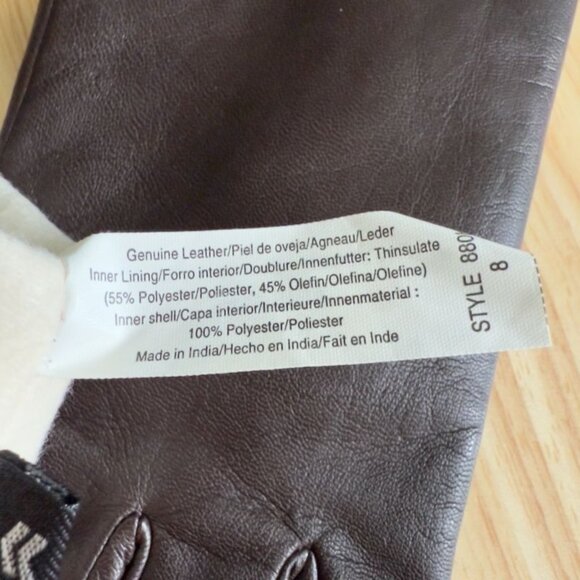 Genuine Leather/Piel de oveja/Agneau/Leder
Inner Lining/Forro interior/Doublure/Innenfutter: Thinsulate
(55% Polyester/Poliester, 45% Olefin/Olefina/Olefine)
Inner shell/Capa interior/Interieure/Innenmaterial :
100% Polyester/Poliester
Made in India/Hecho en India/Fait en Inde
STYLE
8